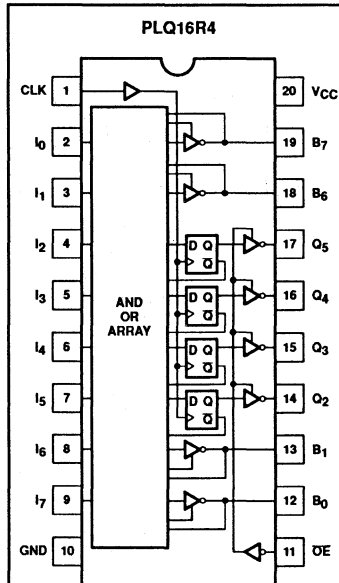 PLQ16R4
CLK 1 20 VCC
I0 2 19 B7
I1 3 18 B6
I2 4 D Q Q̅ 17 Q5
I3 5 D Q Q̅ 16 Q4
AND
OR
ARRAY
I4 6 D Q Q̅ 15 Q3
I5 7 D Q Q̅ 14 Q2
I6 8 13 B1
I7 9 12 B0
GND 10 11 O̅E̅